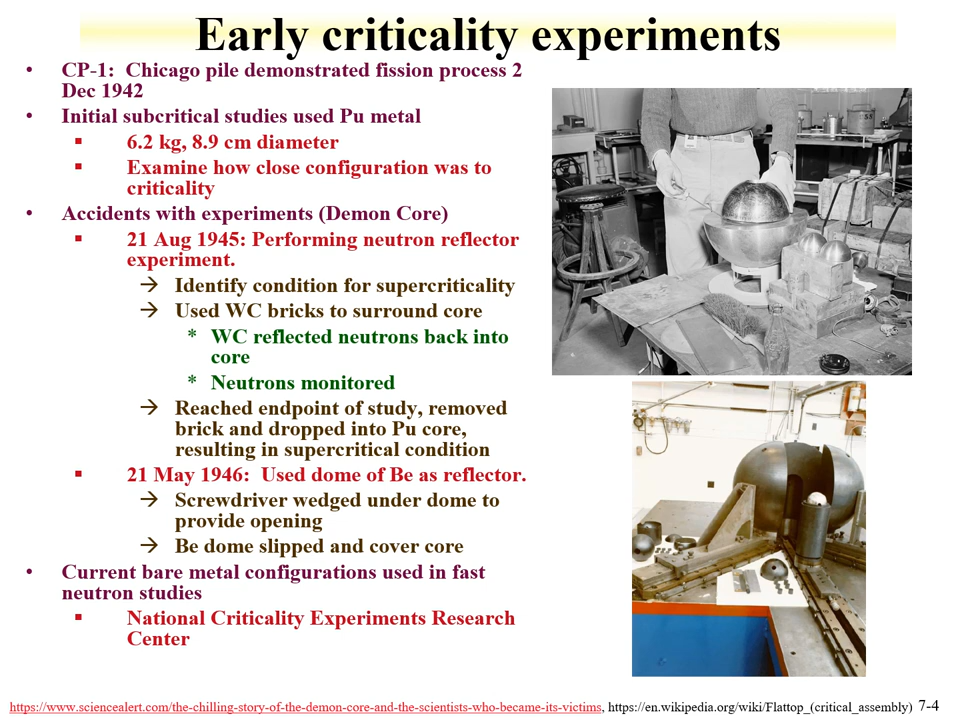 Early criticality experiments
• CP-1: Chicago pile demonstrated fission process 2
Dec 1942
• Initial subcritical studies used Pu metal
▪ 6.2 kg, 8.9 cm diameter
▪ Examine how close configuration was to
criticality
• Accidents with experiments (Demon Core)
▪ 21 Aug 1945: Performing neutron reflector
experiment.
→ Identify condition for supercriticality
→ Used WC bricks to surround core
* WC reflected neutrons back into
core
* Neutrons monitored
→ Reached endpoint of study, removed
brick and dropped into Pu core,
resulting in supercritical condition
▪ 21 May 1946: Used dome of Be as reflector.
→ Screwdriver wedged under dome to
provide opening
→ Be dome slipped and cover core
• Current bare metal configurations used in fast
neutron studies
▪ National Criticality Experiments Research
Center
https://www.sciencealert.com/the-chilling-story-of-the-demon-core-and-the-scientists-who-became-its-victims, https://en.wikipedia.org/wiki/Flattop_(critical_assembly) 7-4